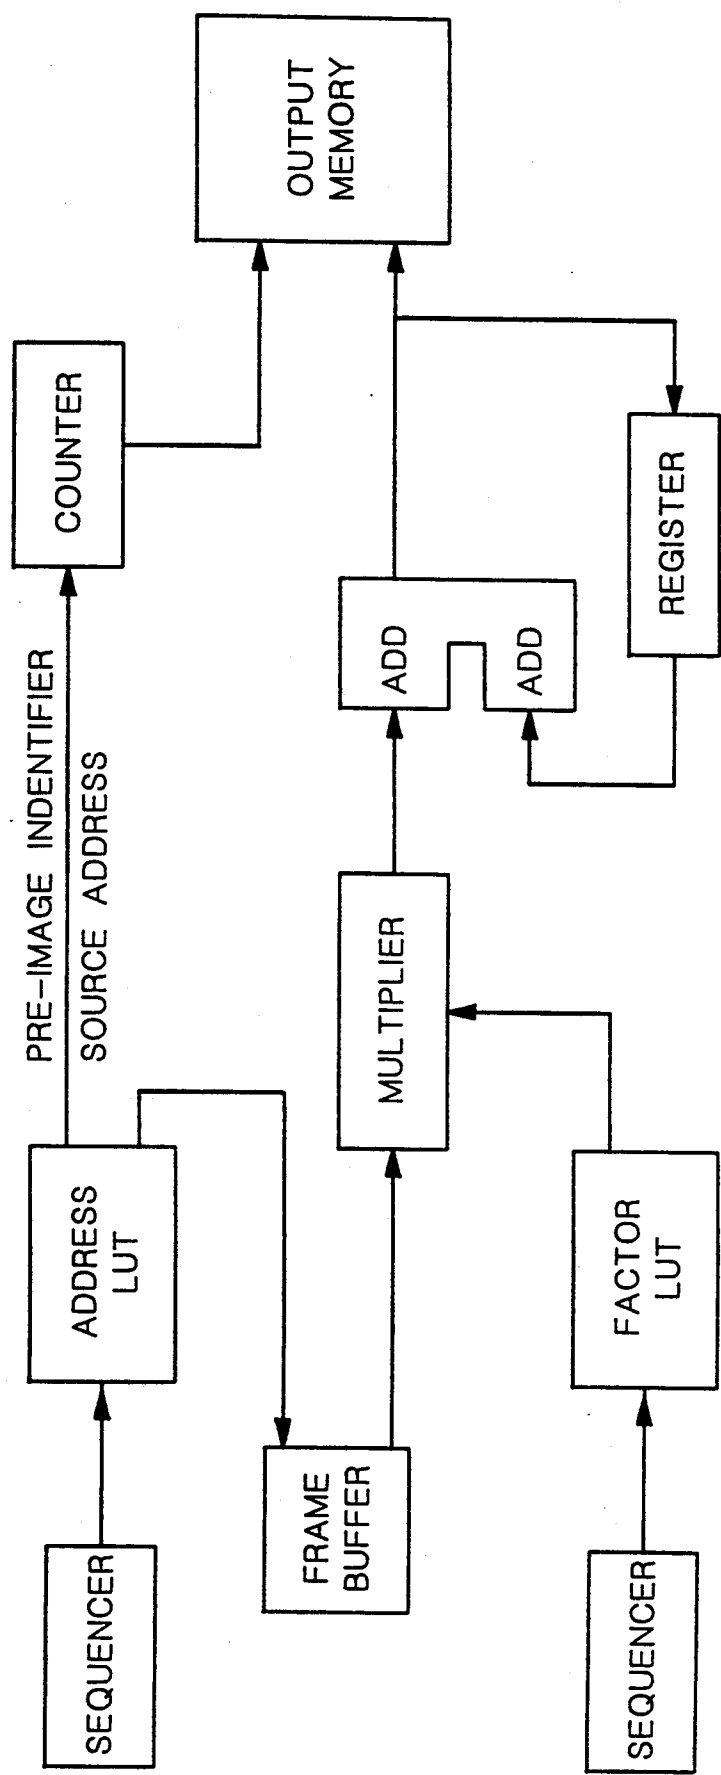 SEQUENCER
ADDRESS
LUT
PRE-IMAGE INDENTIFIER
SOURCE ADDRESS
COUNTER
OUTPUT
MEMORY
FRAME
BUFFER
MULTIPLIER
ADD
ADD
REGISTER
SEQUENCER
FACTOR
LUT